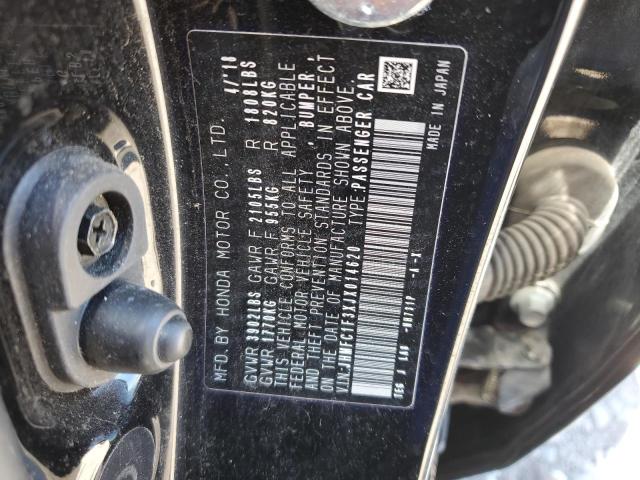 MFD. BY HONDA MOTOR CO., LTD. 4/'18
GVWR 3902LBS GAWR F 2105LBS R 1808LBS
GVWR 1770KG GAWR F 955KG R 820KG
THIS VEHICLE CONFORMS TO ALL APPLICABLE
FEDERAL MOTOR VEHICLE SAFETY , BUMPER ,
AND THEFT PREVENTION STANDARDS IN EFFECT
ON THE DATE OF MANUFACTURE SHOWN ABOVE.
TYPE:PASSENGER CAR
MADE IN JAPAN
A-X